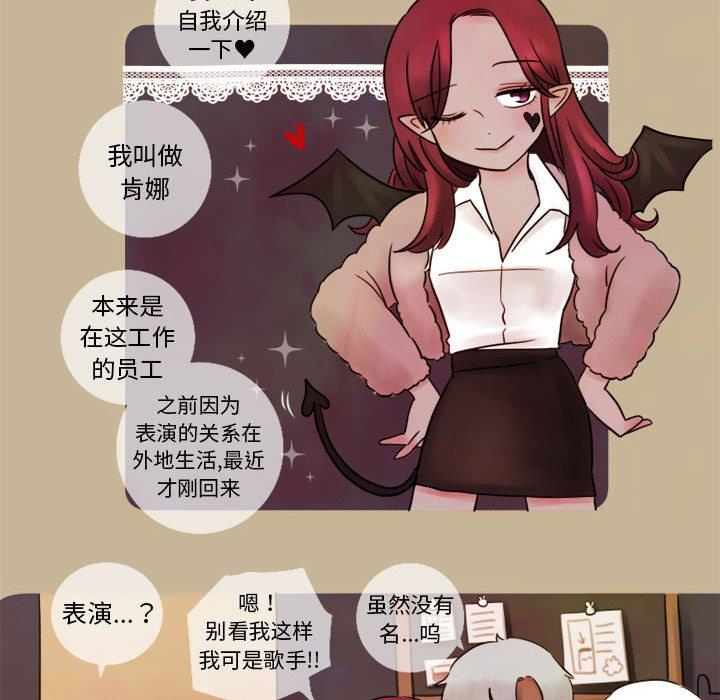 自我介绍
一下♥
我叫做
肯娜
本来是
在这工作
的员工
之前因为
表演的关系在
外地生活,最近
才刚回来
表演...？
嗯！
别看我这样
我可是歌手!!
虽然没有
名...呜